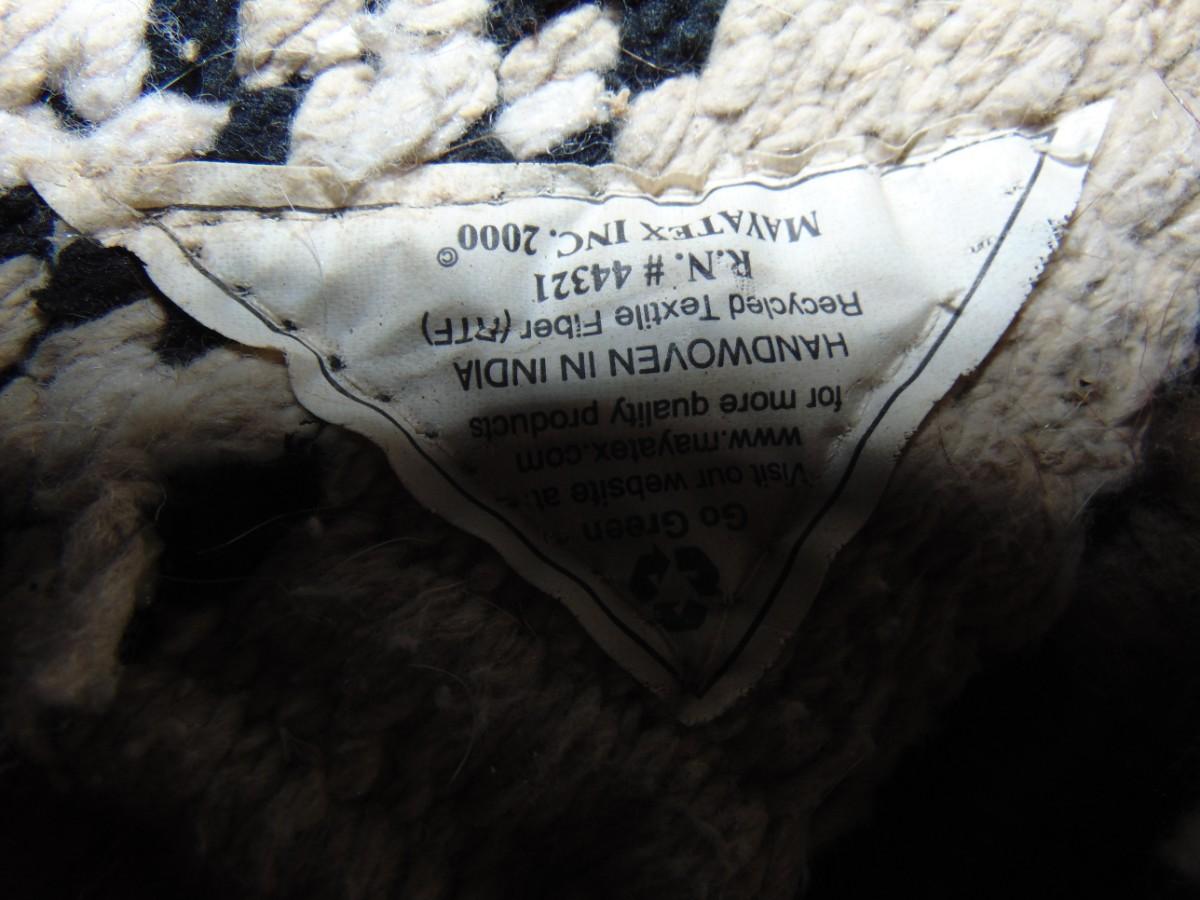 Go Green
Visit our website at:
www.mayatex.com
for more quality products
HANDWOVEN IN INDIA
Recycled Textile Fiber (RTF)
R.N. # 44321
MAYATEX INC. 2000©